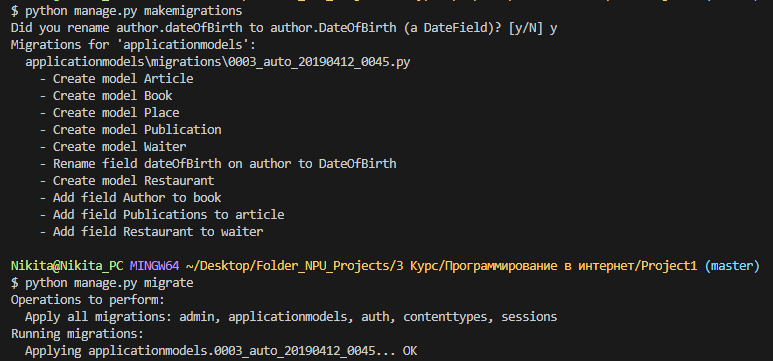 $ python manage.py makemigrations
Did you rename author.dateOfBirth to author.DateOfBirth (a DateField)? [y/N] y
Migrations for 'applicationmodels':
  applicationmodels\migrations\0003_auto_20190412_0045.py
    - Create model Article
    - Create model Book
    - Create model Place
    - Create model Publication
    - Create model Waiter
    - Rename field dateOfBirth on author to DateOfBirth
    - Create model Restaurant
    - Add field Author to book
    - Add field Publications to article
    - Add field Restaurant to waiter
Nikita@Nikita_PC MINGW64 ~/Desktop/Folder_NPU_Projects/3 Курс/Программирование в интернет/Project1 (master)
$ python manage.py migrate
Operations to perform:
  Apply all migrations: admin, applicationmodels, auth, contenttypes, sessions
Running migrations:
  Applying applicationmodels.0003_auto_20190412_0045... OK